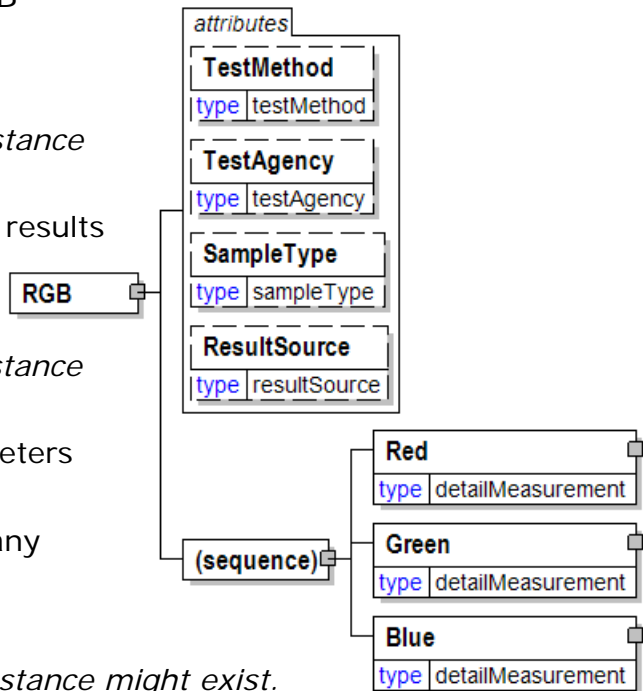 B
attributes
TestMethod
type testMethod
stance
TestAgency
type testAgency
results
SampleType
type sampleType
RGB
ResultSource
type resultSource
stance
eters
Red
type detailMeasurement
any
Green
type detailMeasurement
(sequence)
Blue
type detailMeasurement
stance might exist.